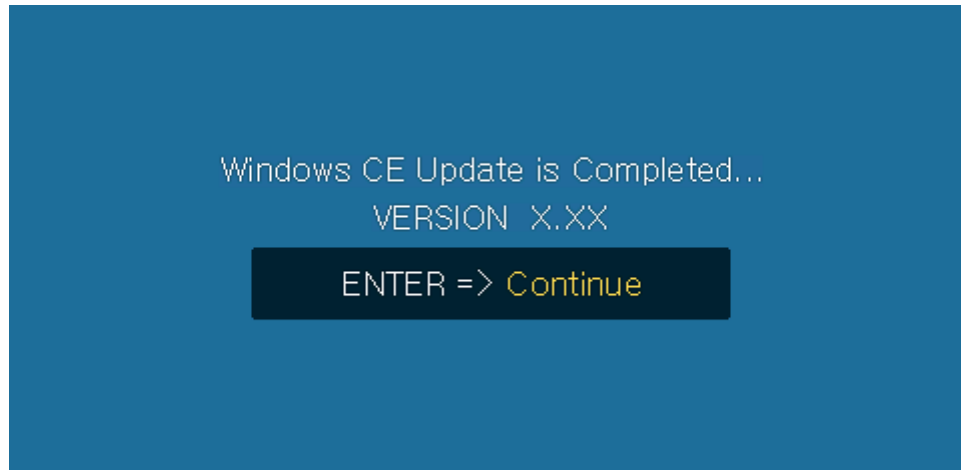 Windows CE Update is Completed...
VERSION X.XX
ENTER => Continue